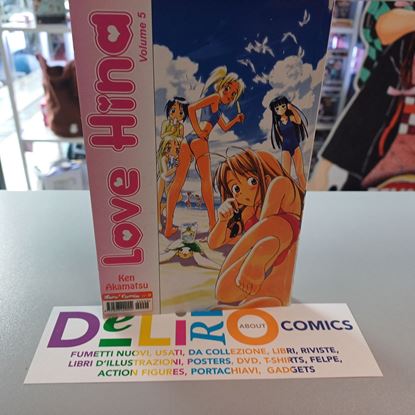 Love Hina
Volume 5
Ken
Akamatsu
DeLiRiO
ABOUT
COMICS
FUMETTI NUOVI, USATI, DA COLLEZIONE, LIBRI, RIVISTE,
LIBRI D'ILLUSTRAZIONI, POSTERS, DVD, T-SHIRTS, FELPE,
ACTION FIGURES, PORTACHIAVI, GADGETS